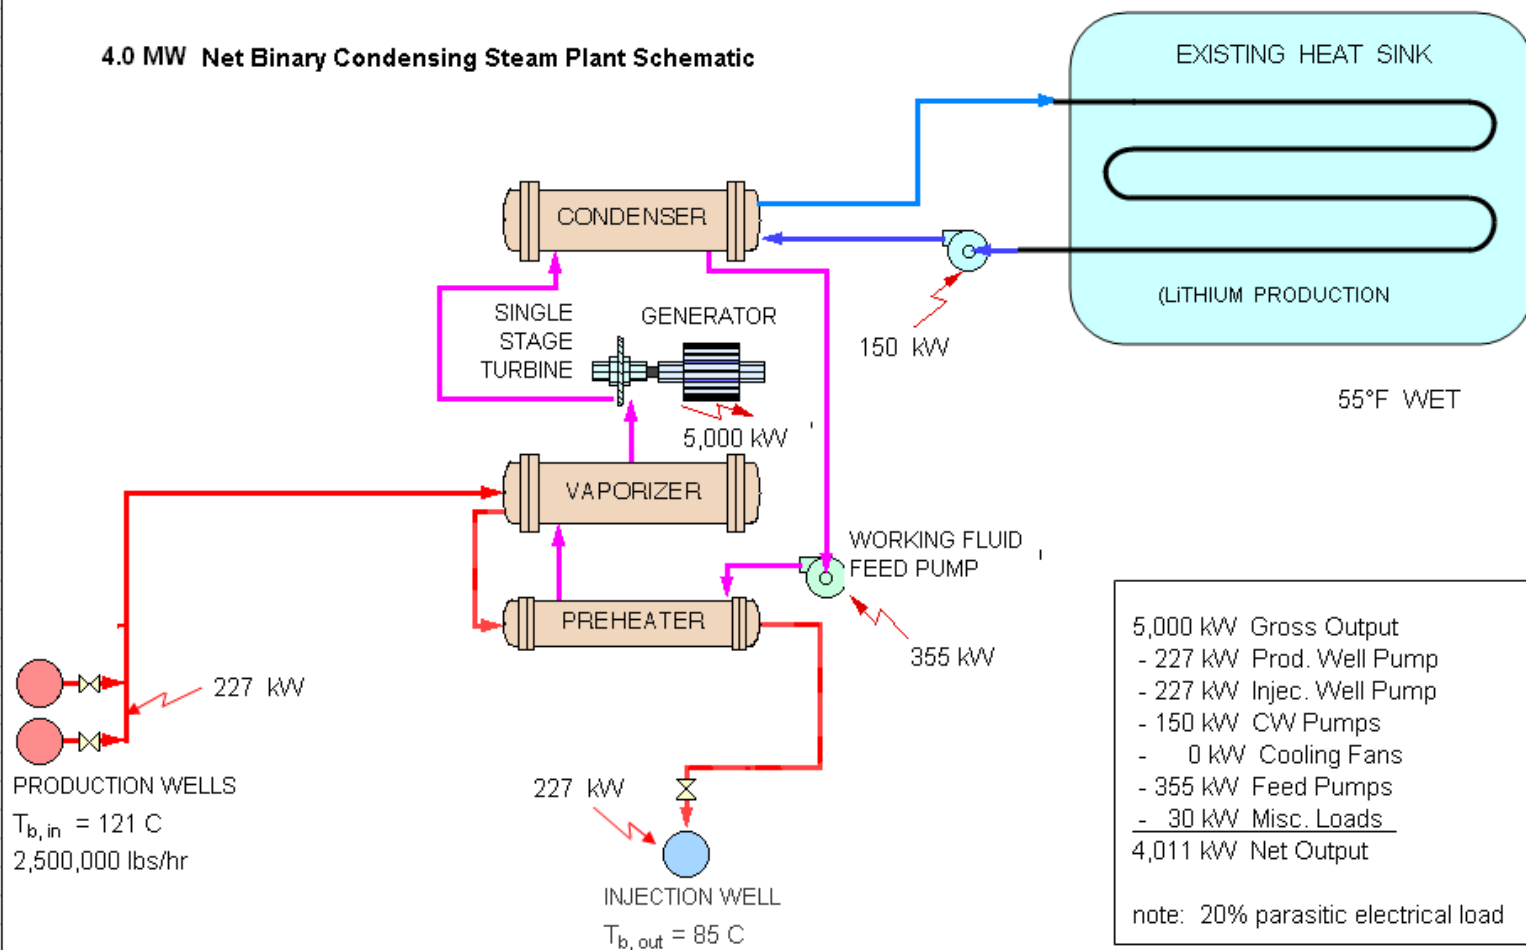 4.0 MW Net Binary Condensing Steam Plant Schematic
EXISTING HEAT SINK
CONDENSER
(LiTHIUM PRODUCTION
SINGLE
STAGE
TURBINE
GENERATOR
150 kW
55°F WET
5,000 kW
VAPORIZER
WORKING FLUID
FEED PUMP
PREHEATER
355 kW
227 kW
PRODUCTION WELLS
Tb, in = 121 C
2,500,000 lbs/hr
227 kW
INJECTION WELL
Tb, out = 85 C
5,000 kW Gross Output
- 227 kW Prod. Well Pump
- 227 kW Injec. Well Pump
- 150 kW CW Pumps
- 0 kW Cooling Fans
- 355 kW Feed Pumps
- 30 kW Misc. Loads
4,011 kW Net Output
note: 20% parasitic electrical load